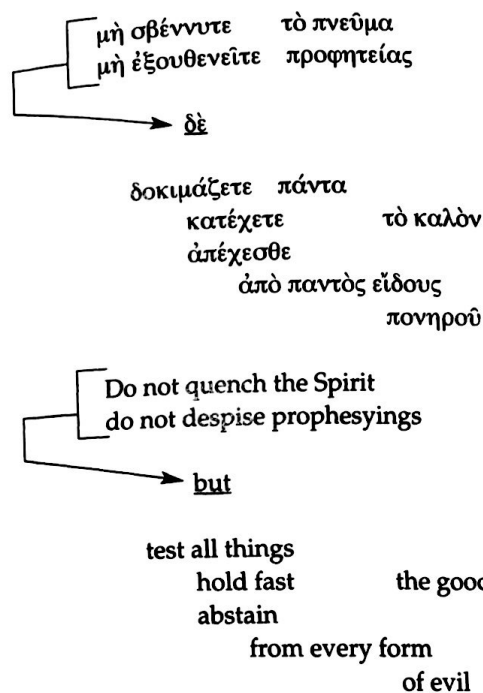 μὴ σβέννυτε τὸ πνεῦμα
μὴ ἐξουθενεῖτε προφητείας
δὲ
δοκιμάζετε πάντα
κατέχετε τὸ καλὸν
ἀπέχεσθε
ἀπὸ παντὸς εἴδους
πονηροῦ
Do not quench the Spirit
do not despise prophesyings
but
test all things
hold fast the good
abstain
from every form
of evil